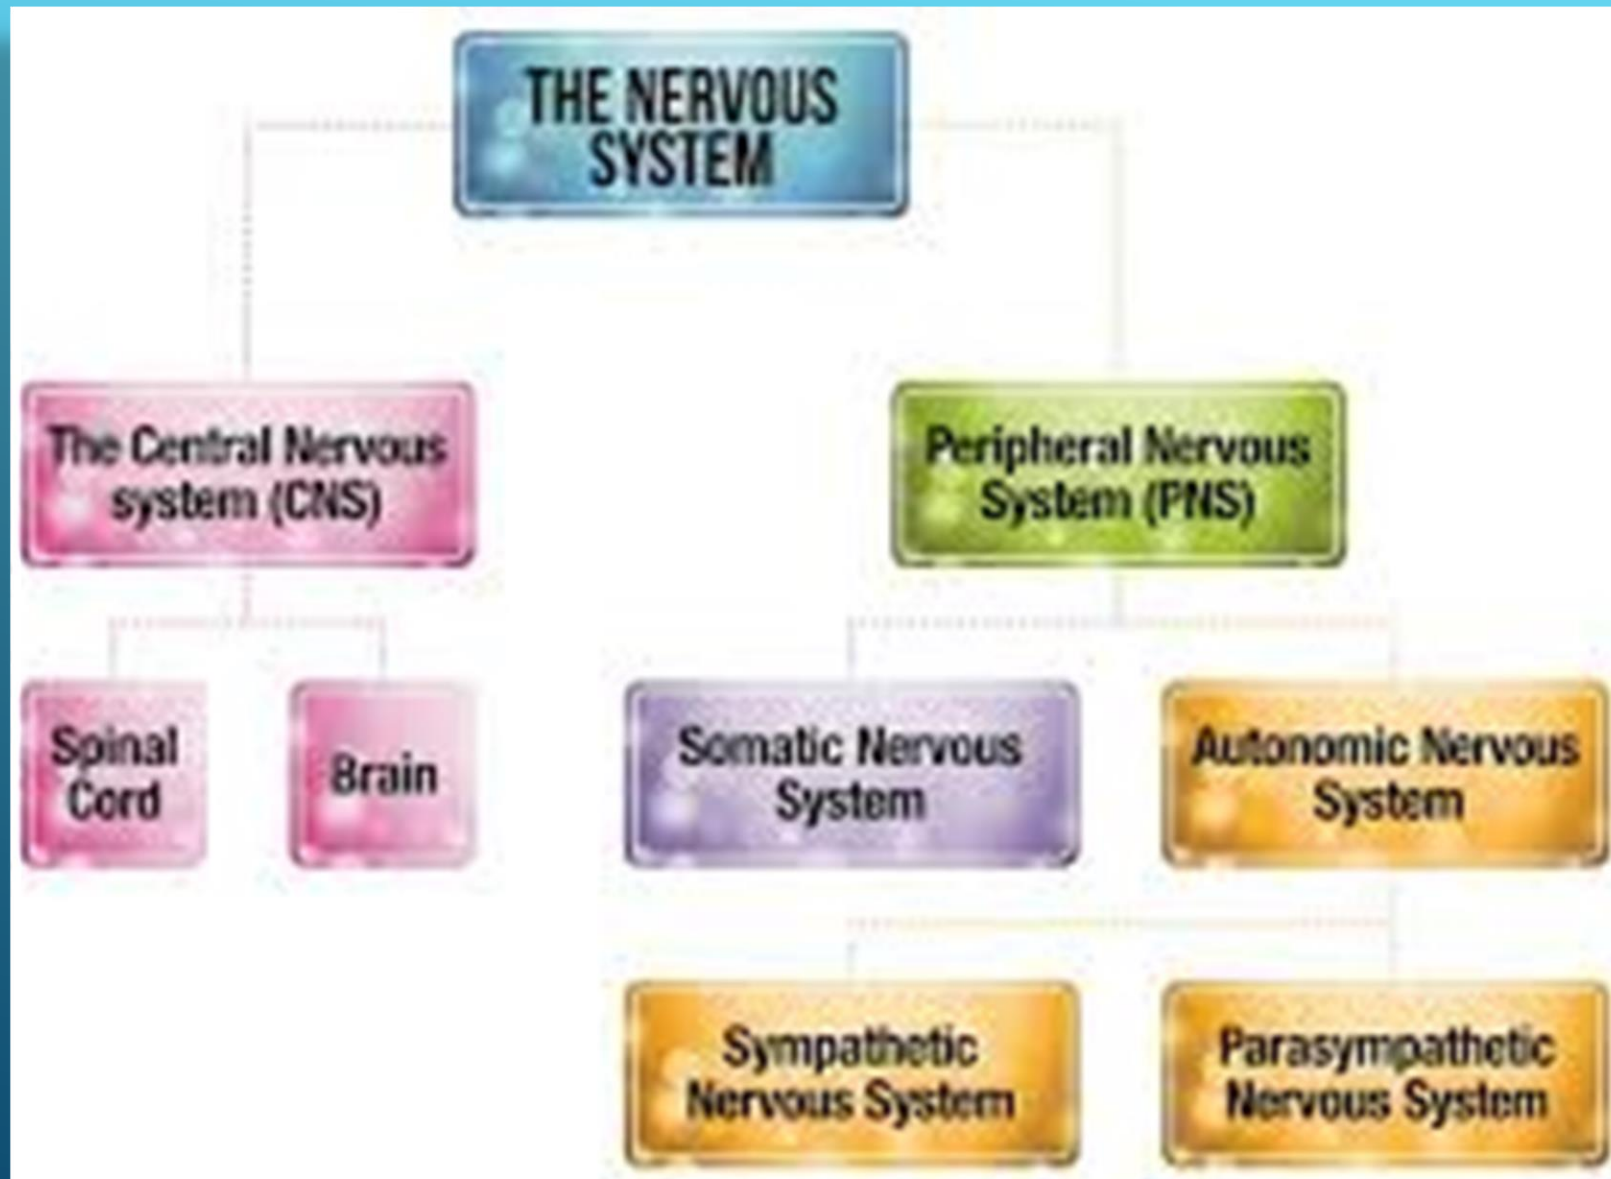 THE NERVOUS
SYSTEM
The Central Nervous
system (CNS)
Peripheral Nervous
System (PNS)
Spinal
Cord
Brain
Somatic Nervous
System
Autonomic Nervous
System
Sympathetic
Nervous System
Parasympathetic
Nervous System